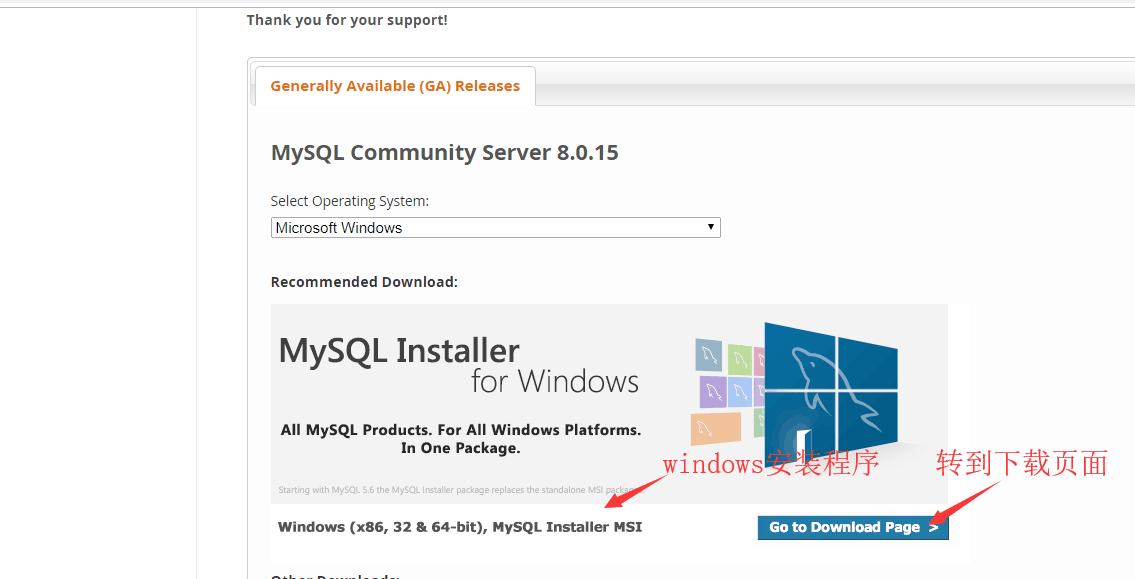 Thank you for your support!
Generally Available (GA) Releases
MySQL Community Server 8.0.15
Select Operating System:
Microsoft Windows
Recommended Download:
MySQL Installer
for Windows
All MySQL Products. For All Windows Platforms.
In One Package.
windows安装程序
转到下载页面
Starting with MySQL 5.6 the MySQL Installer package replaces the standalone MSI
Windows (x86, 32 & 64-bit), MySQL Installer MSI
Go to Download Page >
Other Downloads: